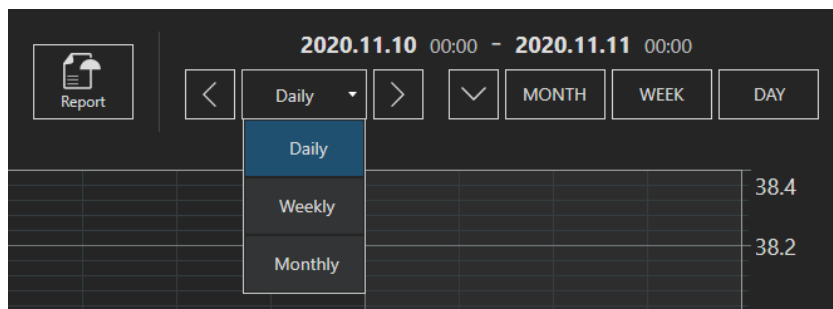 2020.11.10 00:00 - 2020.11.11 00:00
Report
Daily
MONTH
WEEK
DAY
Daily
Weekly
Monthly
38.4
38.2